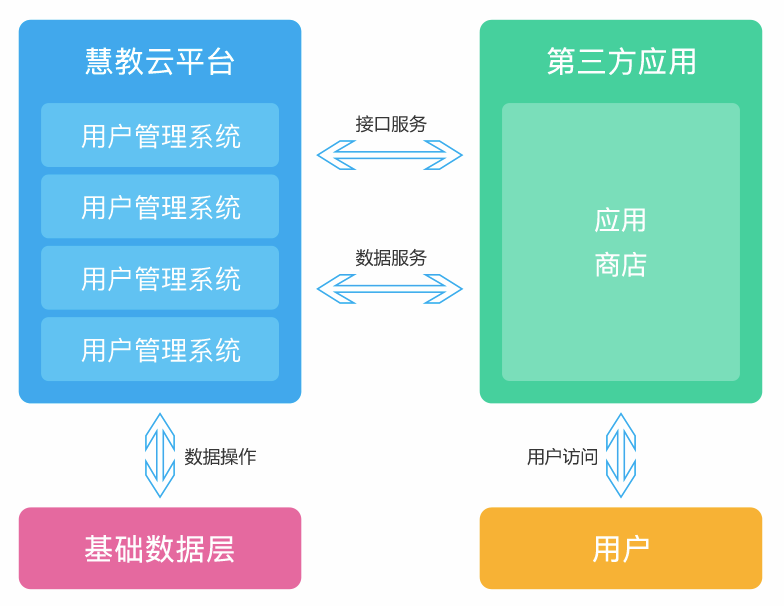 慧教云平台
用户管理系统
用户管理系统
用户管理系统
用户管理系统
接口服务
数据服务
第三方应用
应用
商店
数据操作
用户访问
基础数据层
用户